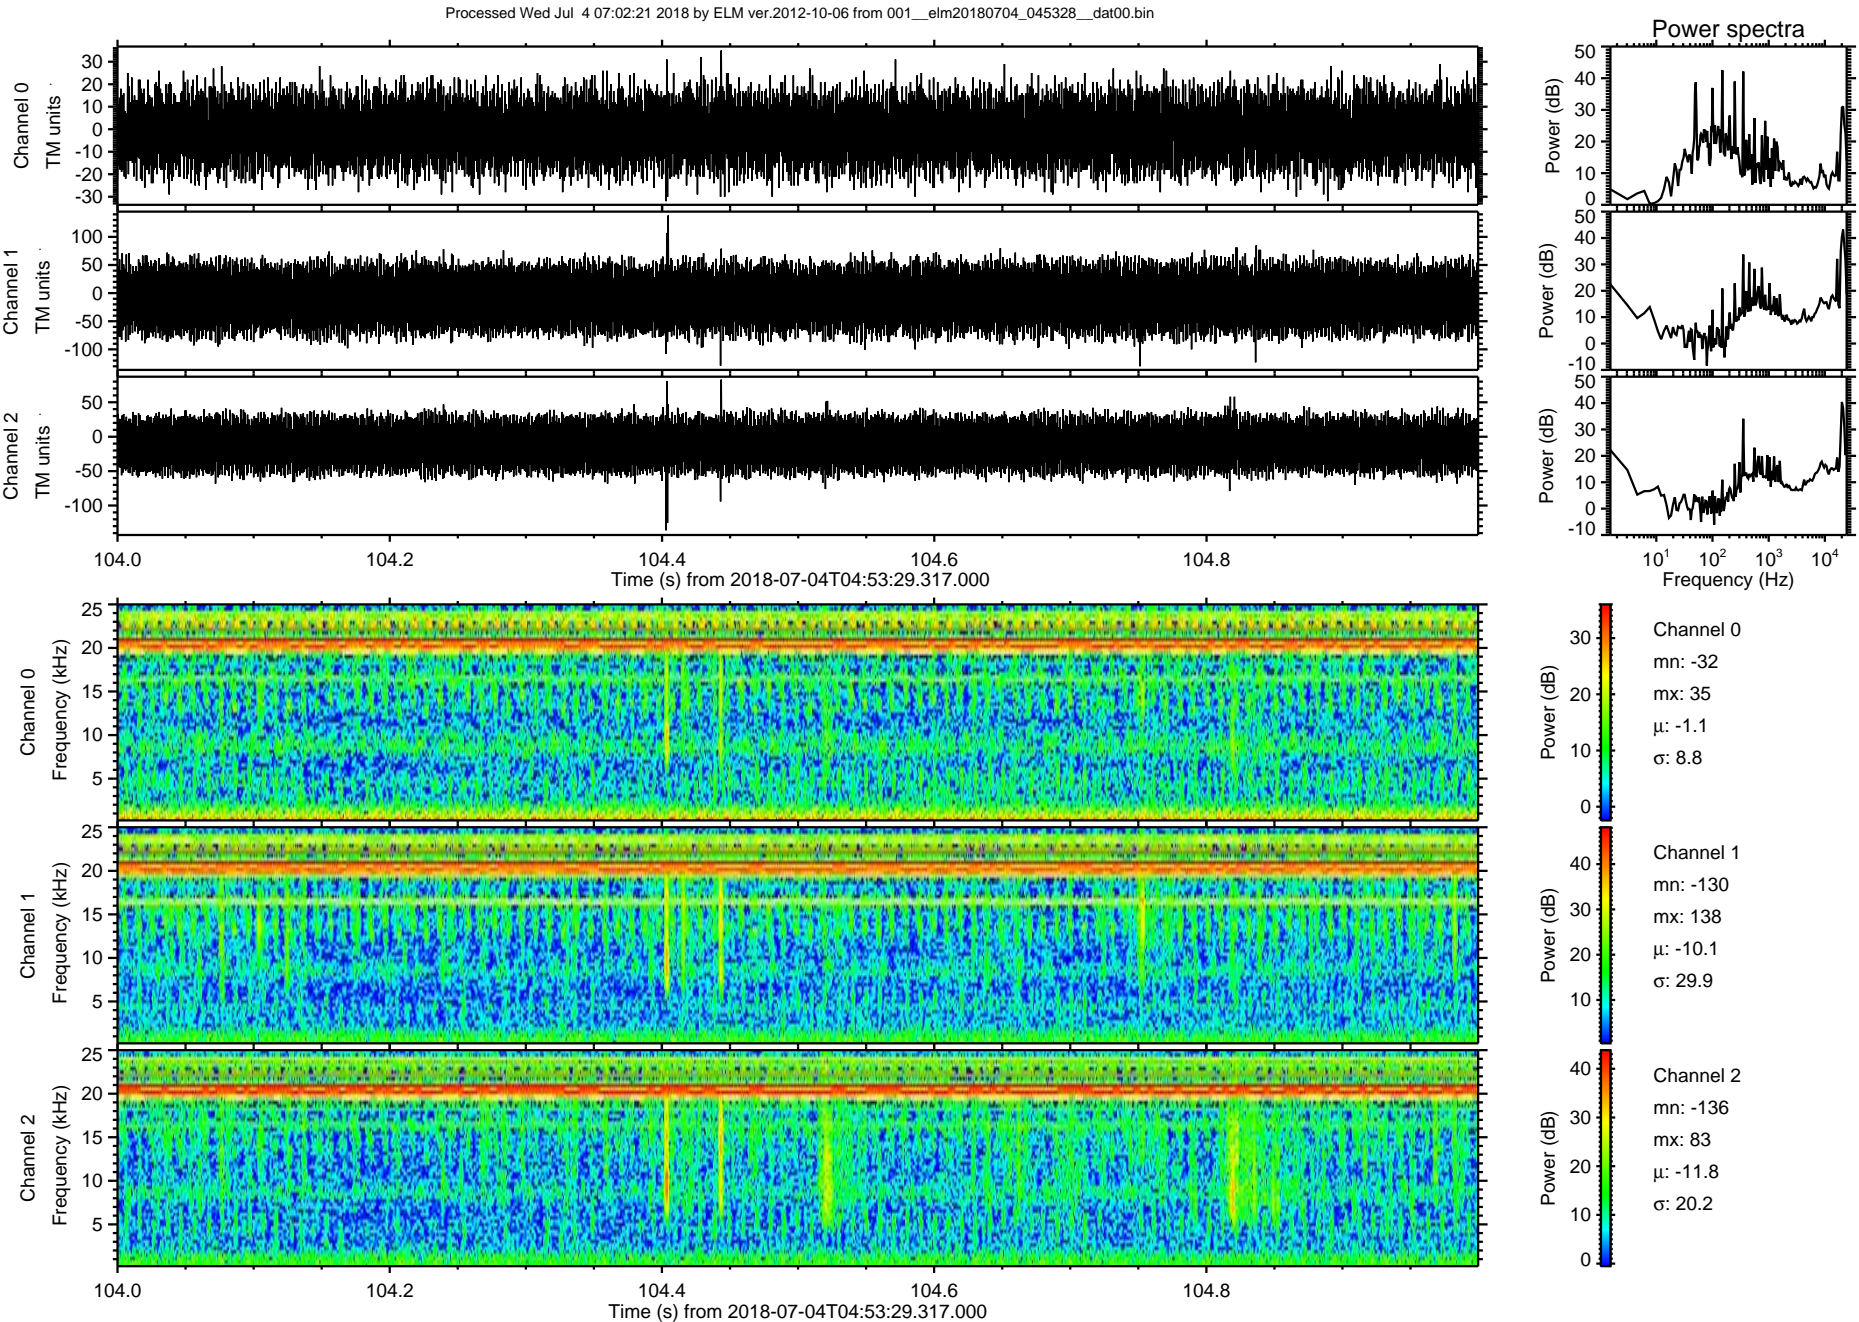 Processed Wed Jul  4 07:02:21 2018 by ELM ver.2012-10-06 from 001__elm20180704_045328__dat00.bin
Power spectra
Channel 0
TM units
30
20
10
0
-10
-20
-30
Power (dB)
50
40
30
20
10
0
Channel 1
TM units
100
50
0
-50
-100
Power (dB)
50
40
30
20
10
0
-10
Channel 2
TM units
50
0
-50
-100
Power (dB)
50
40
30
20
10
0
-10
104.0 104.2 104.4 104.6 104.8
Time (s) from 2018-07-04T04:53:29.317.000
10¹ 10² 10³ 10⁴
Frequency (Hz)
Channel 0
Frequency (kHz)
25
20
15
10
5
Power (dB)
30
20
10
0
Channel 0
mn: -32
mx: 35
μ: -1.1
σ: 8.8
Channel 1
Frequency (kHz)
25
20
15
10
5
Power (dB)
40
30
20
10
Channel 1
mn: -130
mx: 138
μ: -10.1
σ: 29.9
Channel 2
Frequency (kHz)
25
20
15
10
5
Power (dB)
40
30
20
10
0
Channel 2
mn: -136
mx: 83
μ: -11.8
σ: 20.2
104.0 104.2 104.4 104.6 104.8
Time (s) from 2018-07-04T04:53:29.317.000